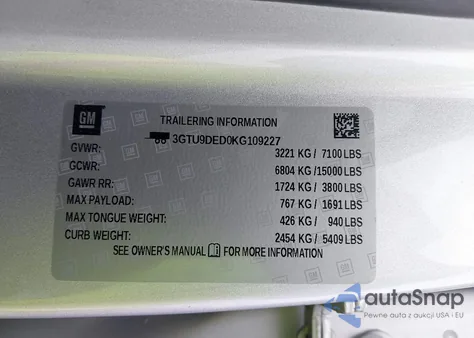 GM
TRAILERING INFORMATION
3GTU9DED0KG109227
GVWR: 3221 KG / 7100 LBS
GCWR: 6804 KG /15000 LBS
GAWR RR: 1724 KG / 3800 LBS
MAX PAYLOAD: 767 KG / 1691 LBS
MAX TONGUE WEIGHT: 426 KG / 940 LBS
CURB WEIGHT: 2454 KG / 5409 LBS
SEE OWNER'S MANUAL FOR MORE INFORMATION
autoSnap
Pewne auta z aukcji USA i EU